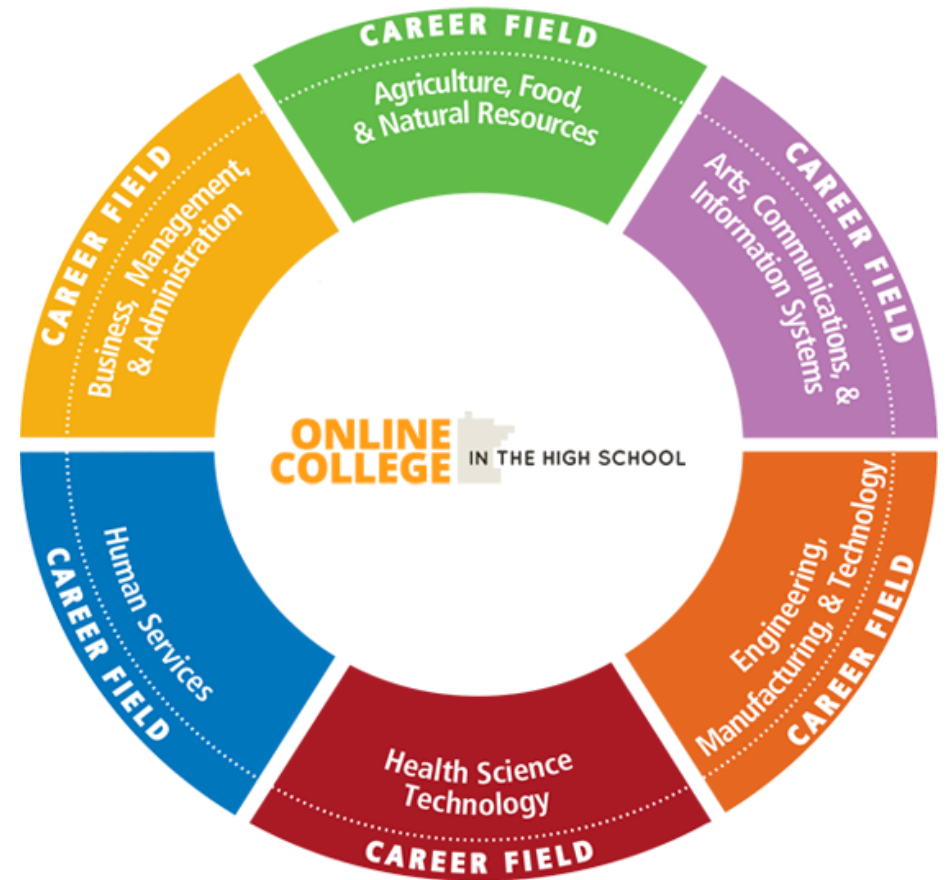 CAREER FIELD
Agriculture, Food,
& Natural Resources
CAREER FIELD
Arts, Communications, &
Information Systems
CAREER FIELD
Engineering,
Manufacturing, & Technology
CAREER FIELD
Health Science
Technology
CAREER FIELD
Human Services
CAREER FIELD
Business, Management,
& Administration
ONLINE
COLLEGE
IN THE HIGH SCHOOL